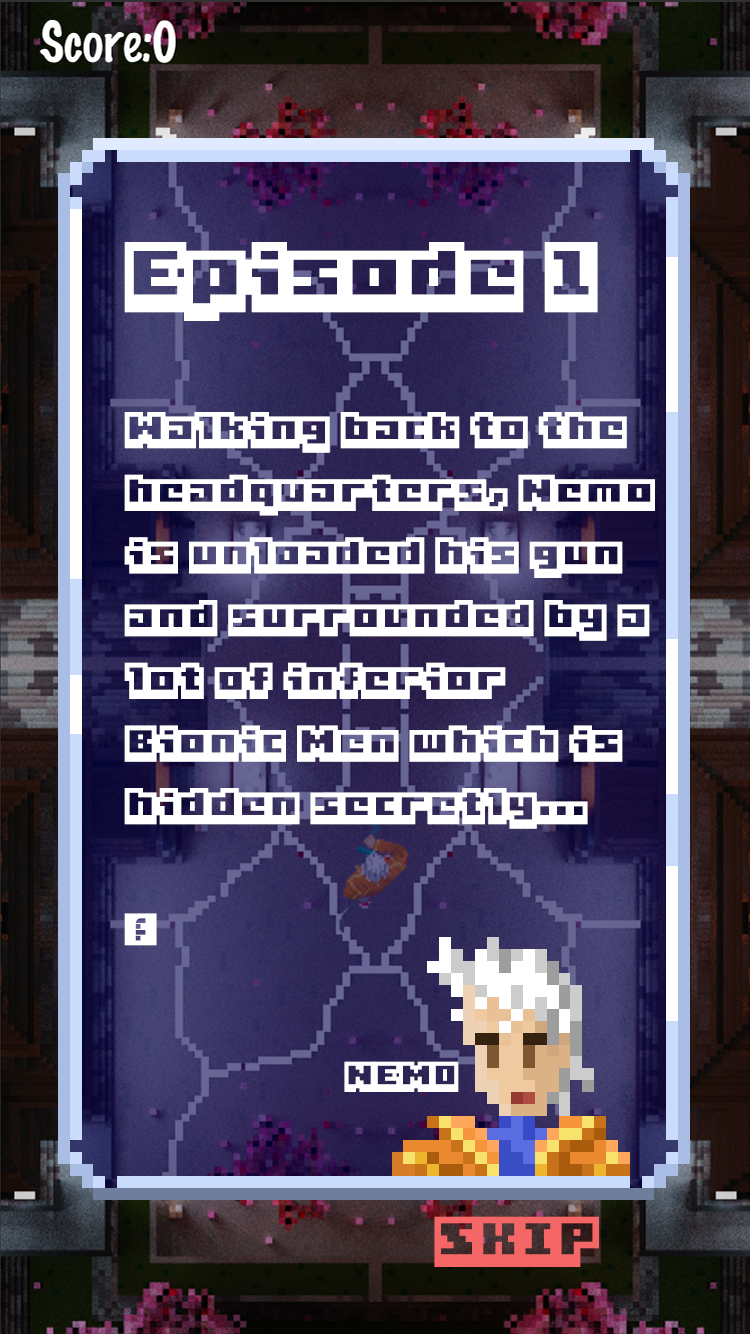 Score:0
Episode 1
Walking back to the
headquarters, Nemo
is unloaded his gun
and surrounded by a
lot of inferior
Bionic Men which is
hidden secretly...
f
NEMO
SKIP